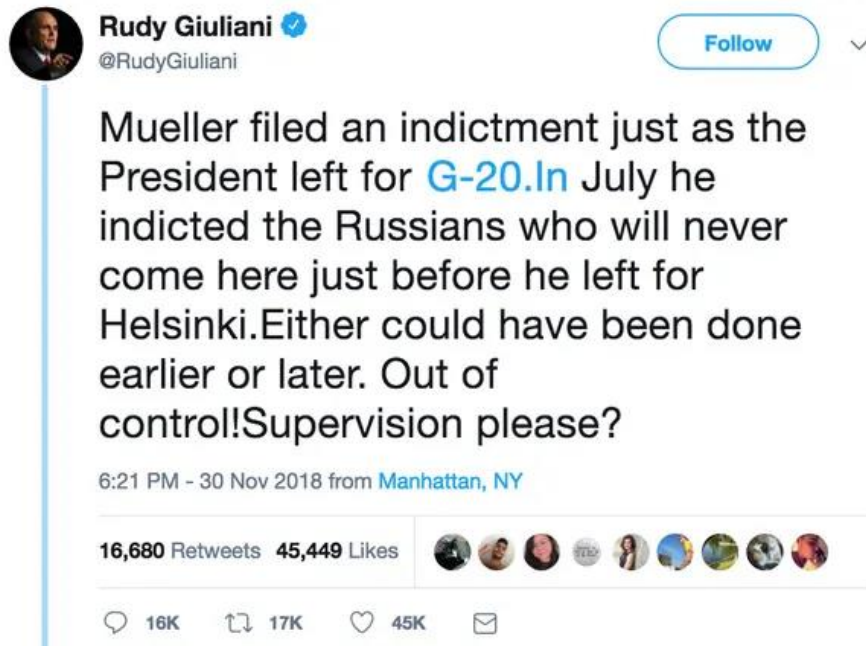 Rudy Giuliani
@RudyGiuliani
Follow
Mueller filed an indictment just as the
President left for G-20.In July he
indicted the Russians who will never
come here just before he left for
Helsinki.Either could have been done
earlier or later. Out of
control!Supervision please?
6:21 PM - 30 Nov 2018 from Manhattan, NY
16,680 Retweets 45,449 Likes
16K 17K 45K